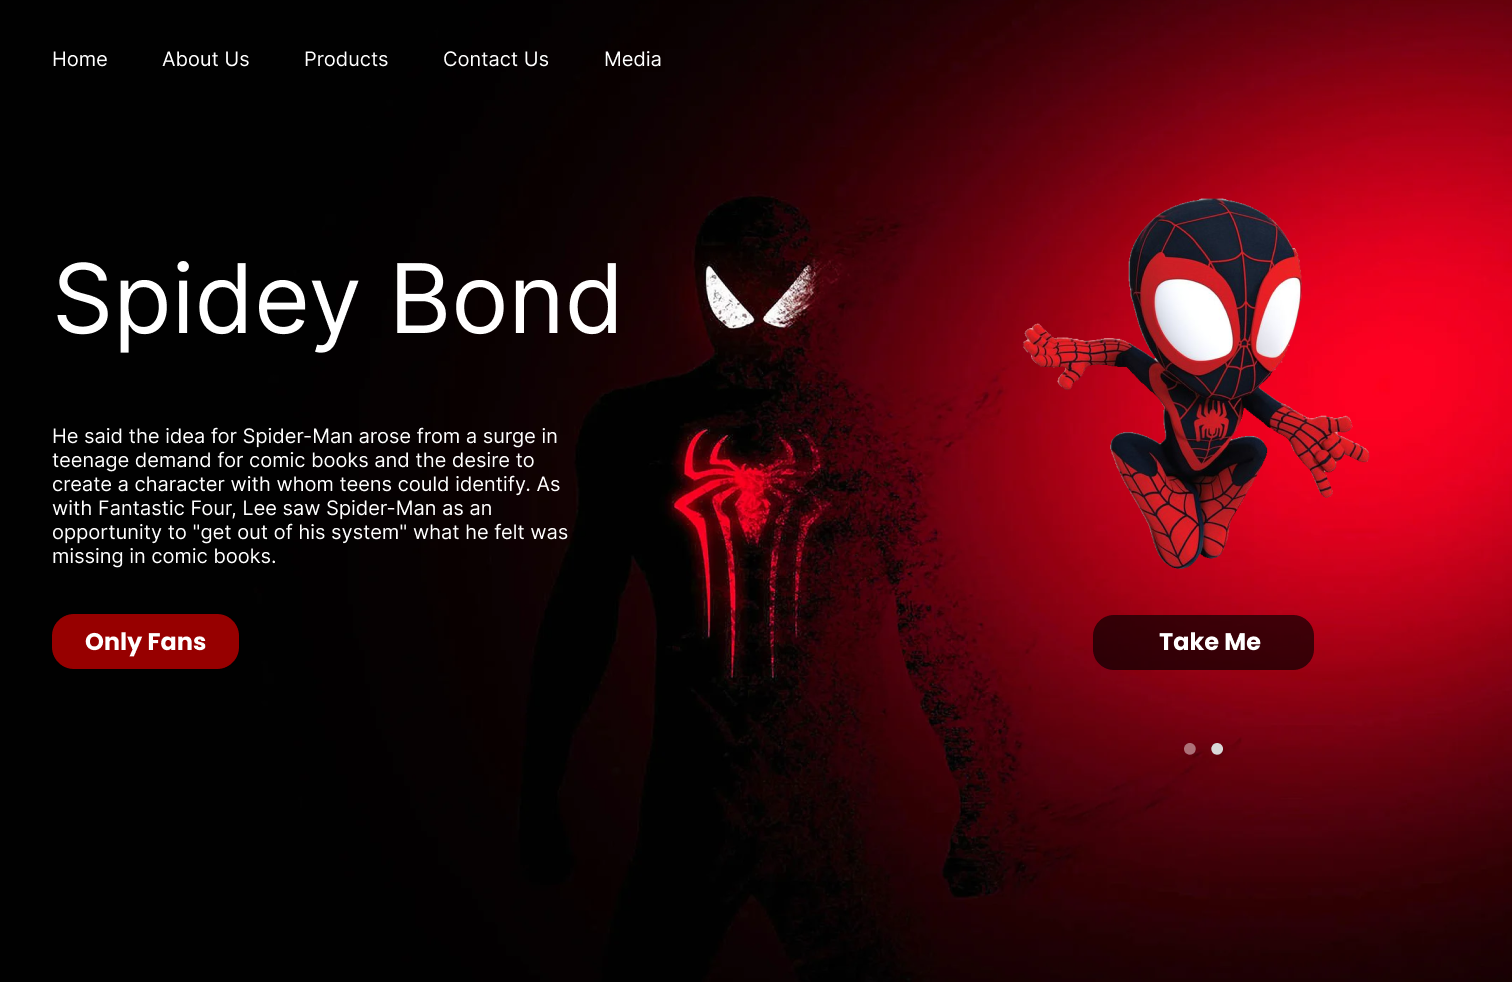 Home About Us Products Contact Us Media
Spidey Bond
He said the idea for Spider-Man arose from a surge in
teenage demand for comic books and the desire to
create a character with whom teens could identify. As
with Fantastic Four, Lee saw Spider-Man as an
opportunity to "get out of his system" what he felt was
missing in comic books.
Only Fans
Take Me